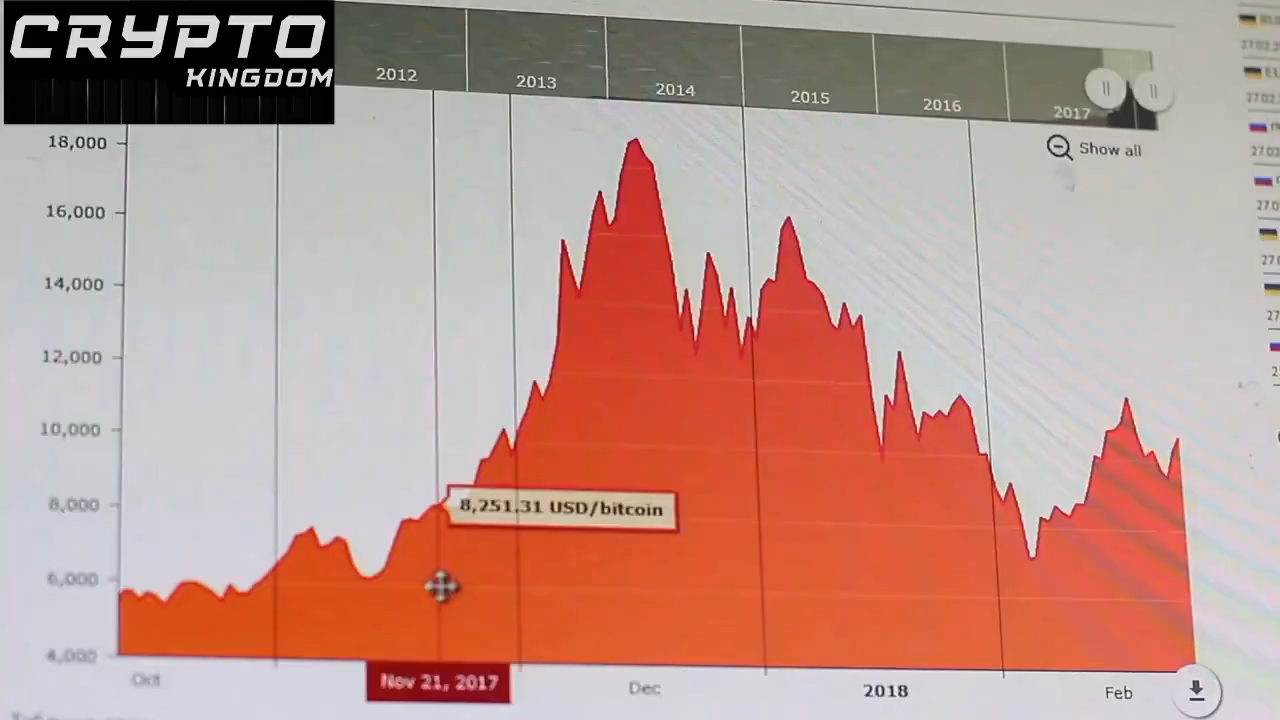 CRYPTO
KINGDOM
2012
2013
2014
2015
2016
2017
Show all
18,000
16,000
14,000
12,000
10,000
8,000
6,000
4,000
8,251.31 USD/bitcoin
Oct
Nov 21, 2017
Dec
2018
Feb